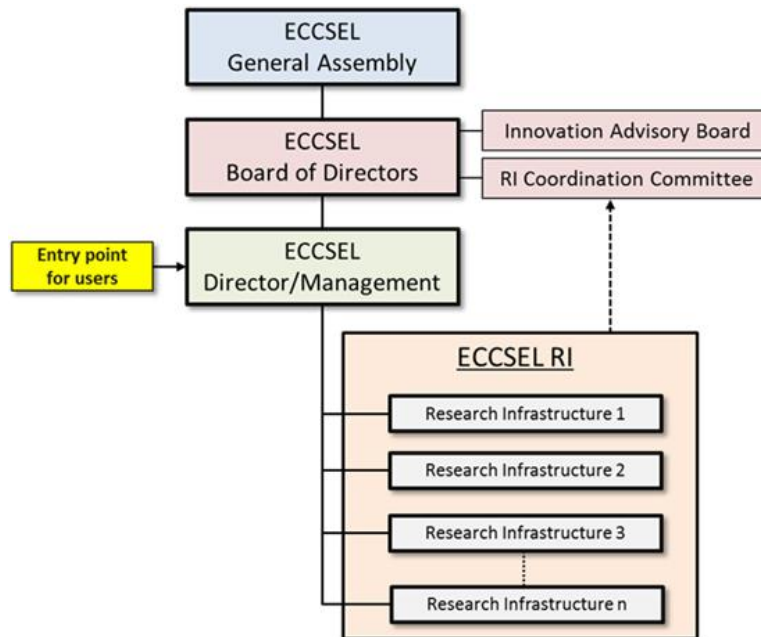 ECCSEL
General Assembly
ECCSEL
Board of Directors
Innovation Advisory Board
RI Coordination Committee
Entry point
for users
ECCSEL
Director/Management
ECCSEL RI
Research Infrastructure 1
Research Infrastructure 2
Research Infrastructure 3
Research Infrastructure n